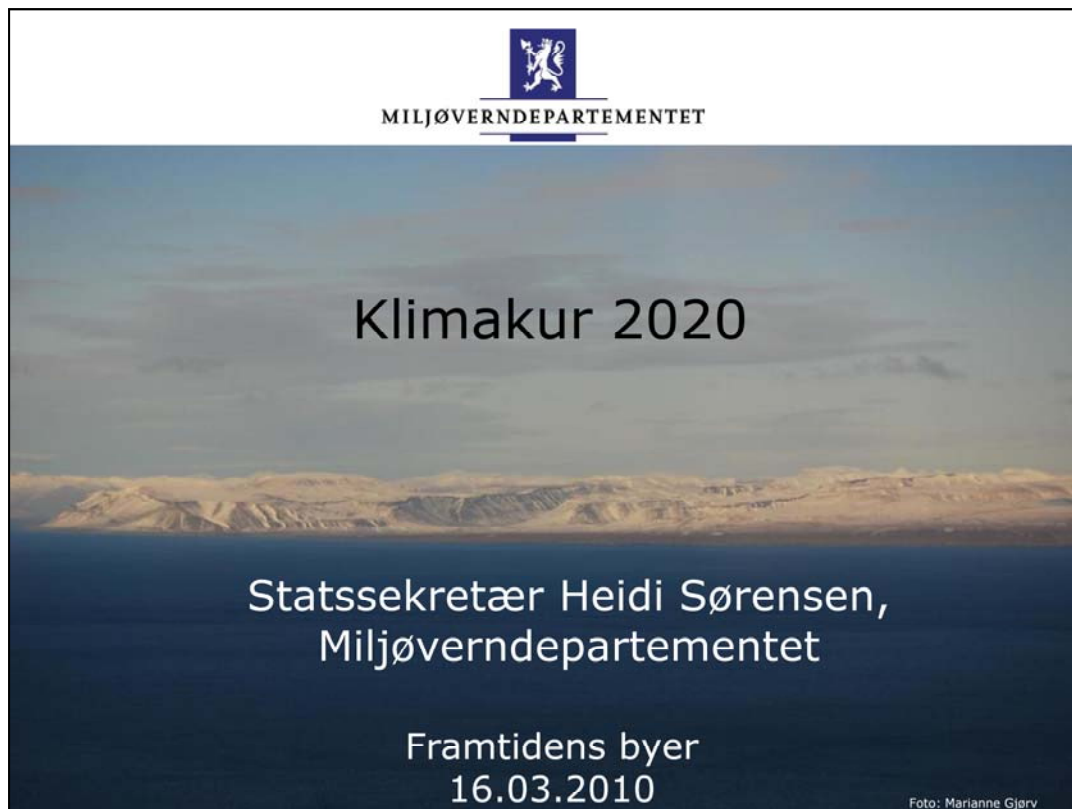 MILJØVERNDEPARTEMENTET
Klimakur 2020
Statssekretær Heidi Sørensen,
Miljøverndepartementet
Framtidens byer
16.03.2010
Foto: Marianne Gjørv